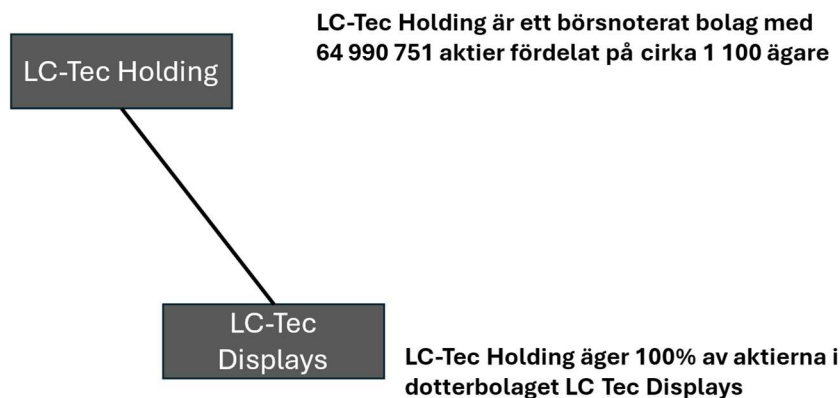 LC-Tec Holding är ett börsnoterat bolag med
64 990 751 aktier fördelat på cirka 1 100 ägare
LC-Tec Holding
LC-Tec
Displays
LC-Tec Holding äger 100% av aktierna i
dotterbolaget LC Tec Displays